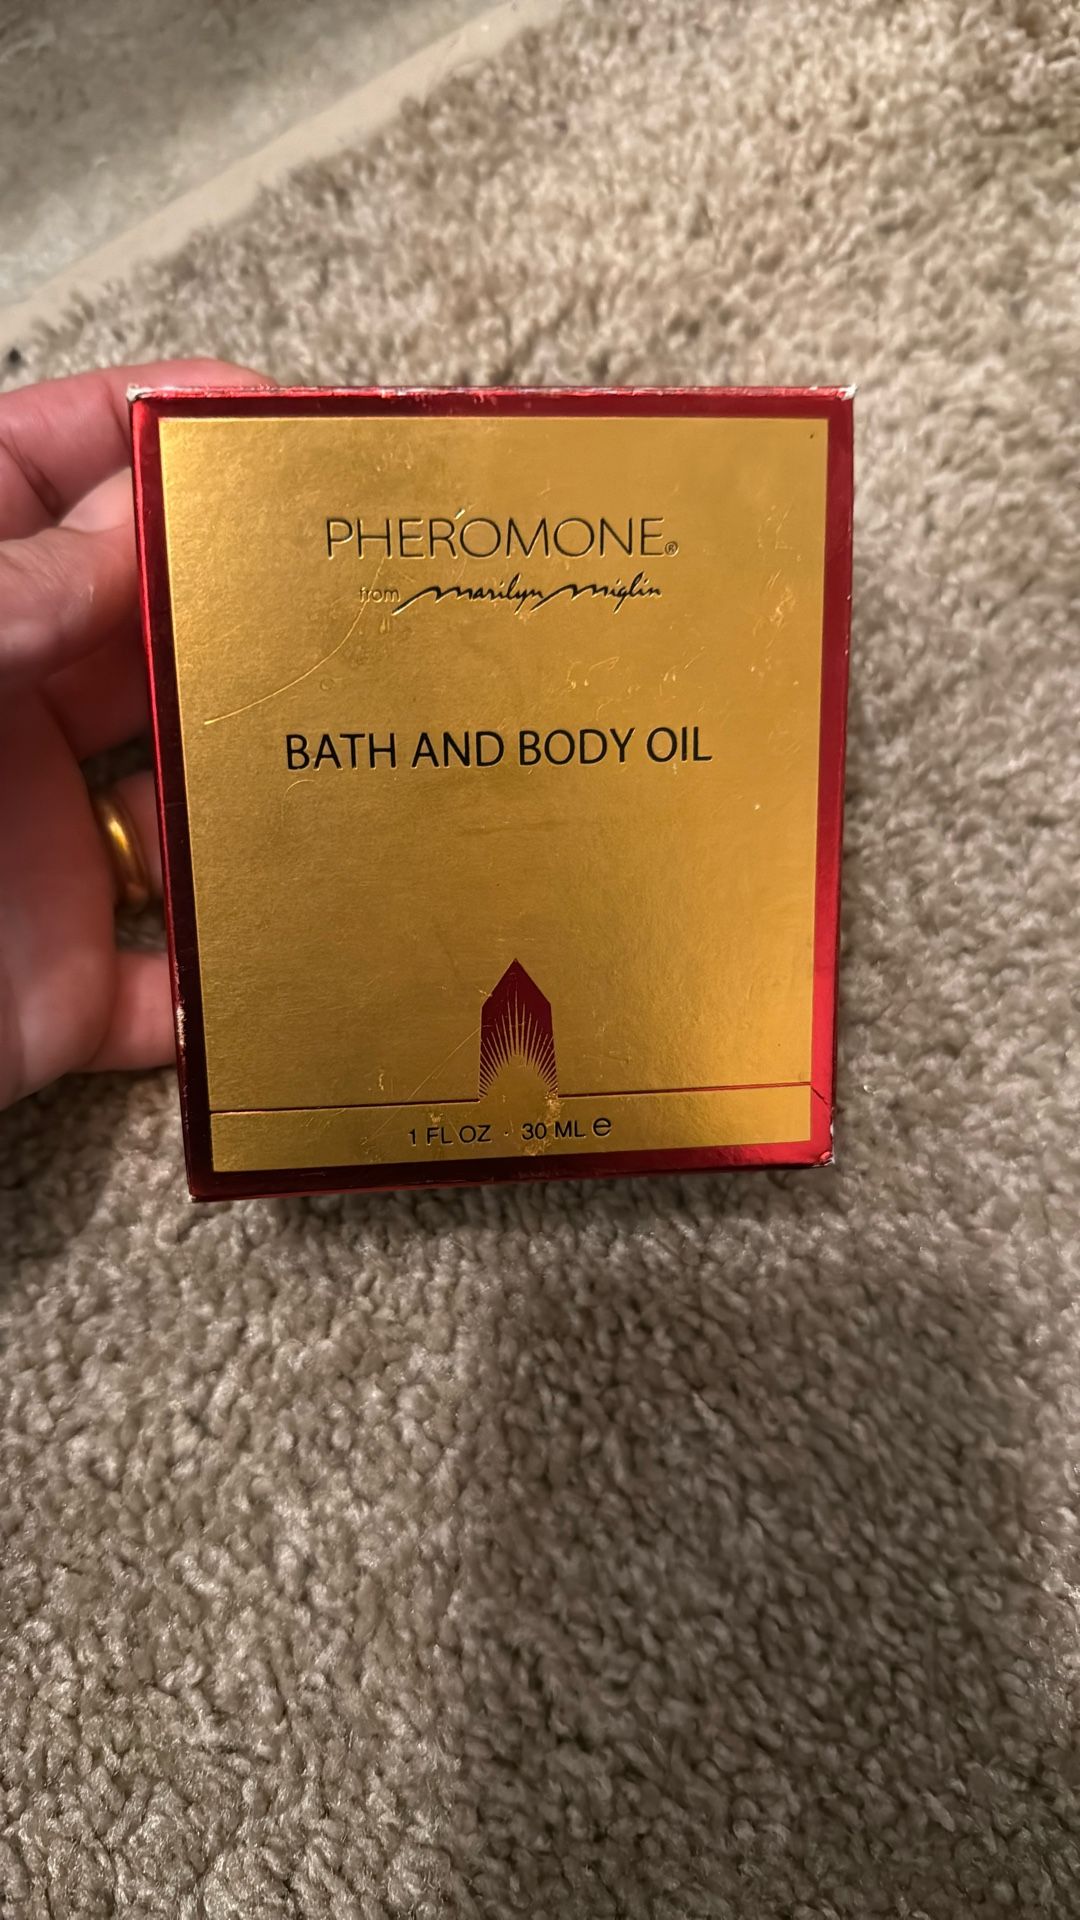 PHEROMONE®
from marilyn miglin
BATH AND BODY OIL
1 FL OZ · 30 ML ℮